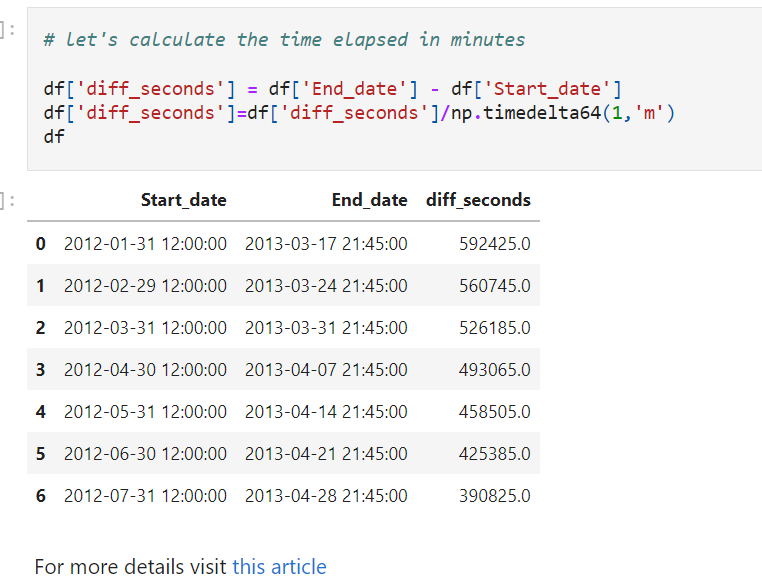 ]:
# let's calculate the time elapsed in minutes
df['diff_seconds'] = df['End_date'] - df['Start_date']
df['diff_seconds']=df['diff_seconds']/np.timedelta64(1,'m')
df
]:
Start_date End_date diff_seconds
0 2012-01-31 12:00:00 2013-03-17 21:45:00 592425.0
1 2012-02-29 12:00:00 2013-03-24 21:45:00 560745.0
2 2012-03-31 12:00:00 2013-03-31 21:45:00 526185.0
3 2012-04-30 12:00:00 2013-04-07 21:45:00 493065.0
4 2012-05-31 12:00:00 2013-04-14 21:45:00 458505.0
5 2012-06-30 12:00:00 2013-04-21 21:45:00 425385.0
6 2012-07-31 12:00:00 2013-04-28 21:45:00 390825.0
For more details visit this article